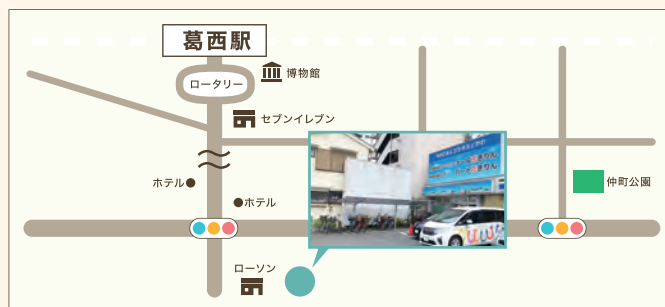 葛西駅
ロータリー
博物館
セブンイレブン
ホテル
ホテル
仲町公園
ローソン